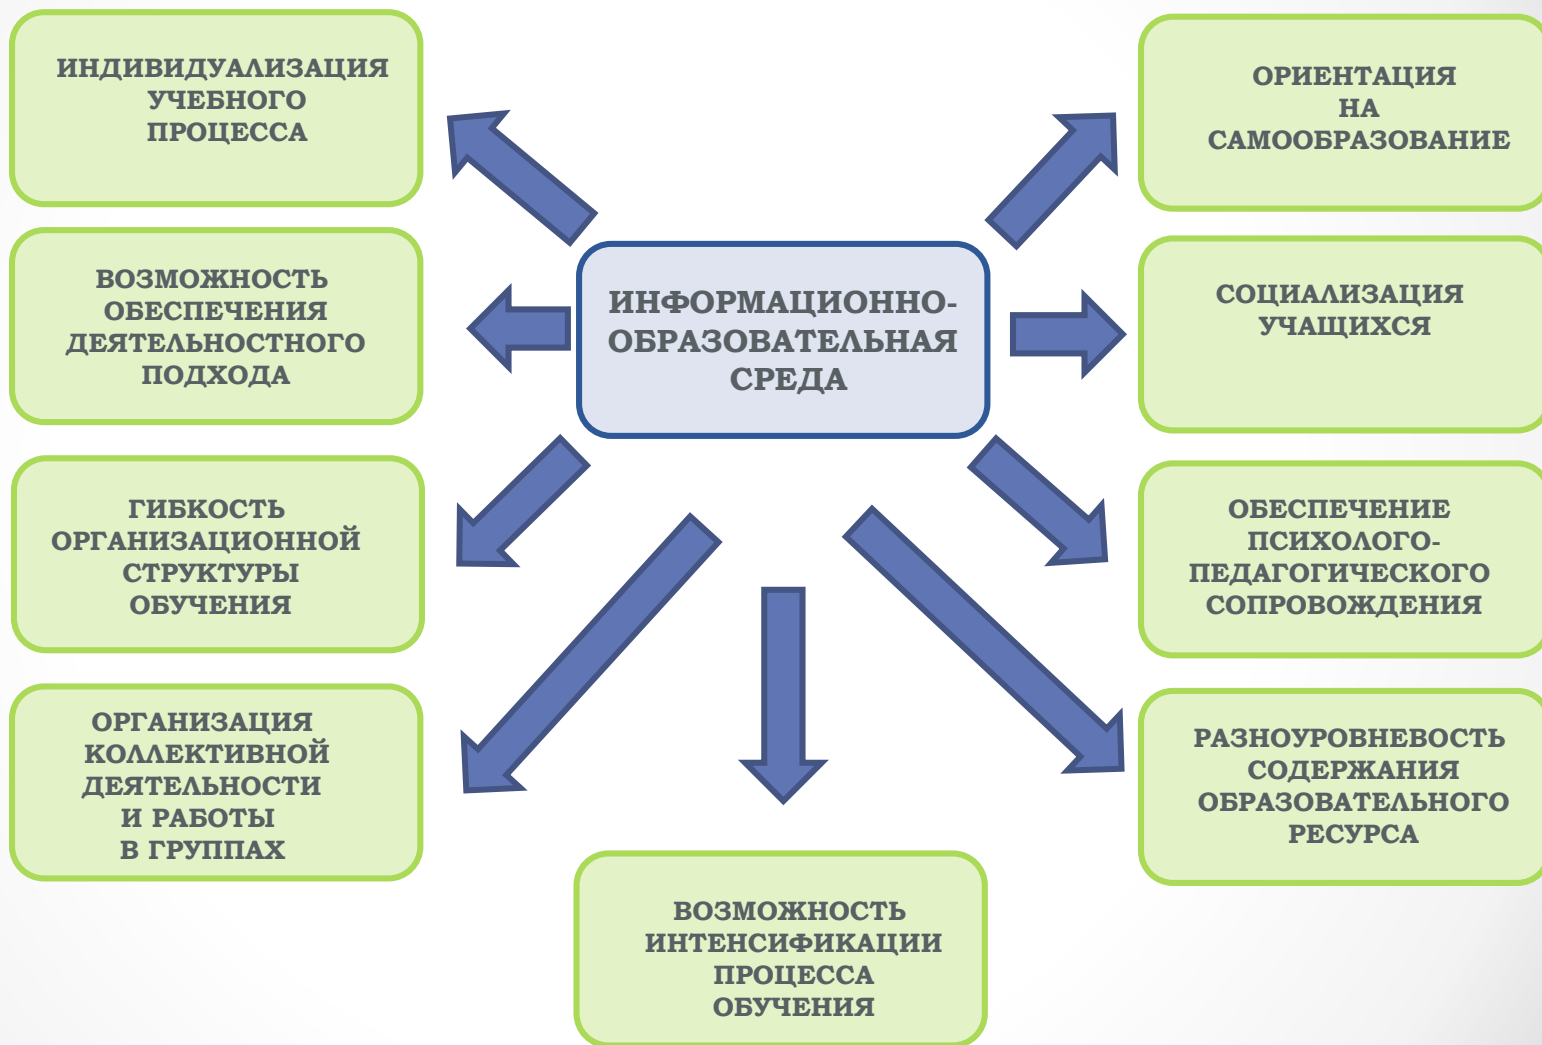 ИНДИВИДУАЛИЗАЦИЯ
УЧЕБНОГО
ПРОЦЕССА
ВОЗМОЖНОСТЬ
ОБЕСПЕЧЕНИЯ
ДЕЯТЕЛЬНОСТНОГО
ПОДХОДА
ГИБКОСТЬ
ОРГАНИЗАЦИОННОЙ
СТРУКТУРЫ
ОБУЧЕНИЯ
ОРГАНИЗАЦИЯ
КОЛЛЕКТИВНОЙ
ДЕЯТЕЛЬНОСТИ
И РАБОТЫ
В ГРУППАХ
ИНФОРМАЦИОННО-
ОБРАЗОВАТЕЛЬНАЯ
СРЕДА
ВОЗМОЖНОСТЬ
ИНТЕНСИФИКАЦИИ
ПРОЦЕССА
ОБУЧЕНИЯ
ОРИЕНТАЦИЯ
НА
САМООБРАЗОВАНИЕ
СОЦИАЛИЗАЦИЯ
УЧАЩИХСЯ
ОБЕСПЕЧЕНИЕ
ПСИХОЛОГО-
ПЕДАГОГИЧЕСКОГО
СОПРОВОЖДЕНИЯ
РАЗНОУРОВНЕВОСТЬ
СОДЕРЖАНИЯ
ОБРАЗОВАТЕЛЬНОГО
РЕСУРСА